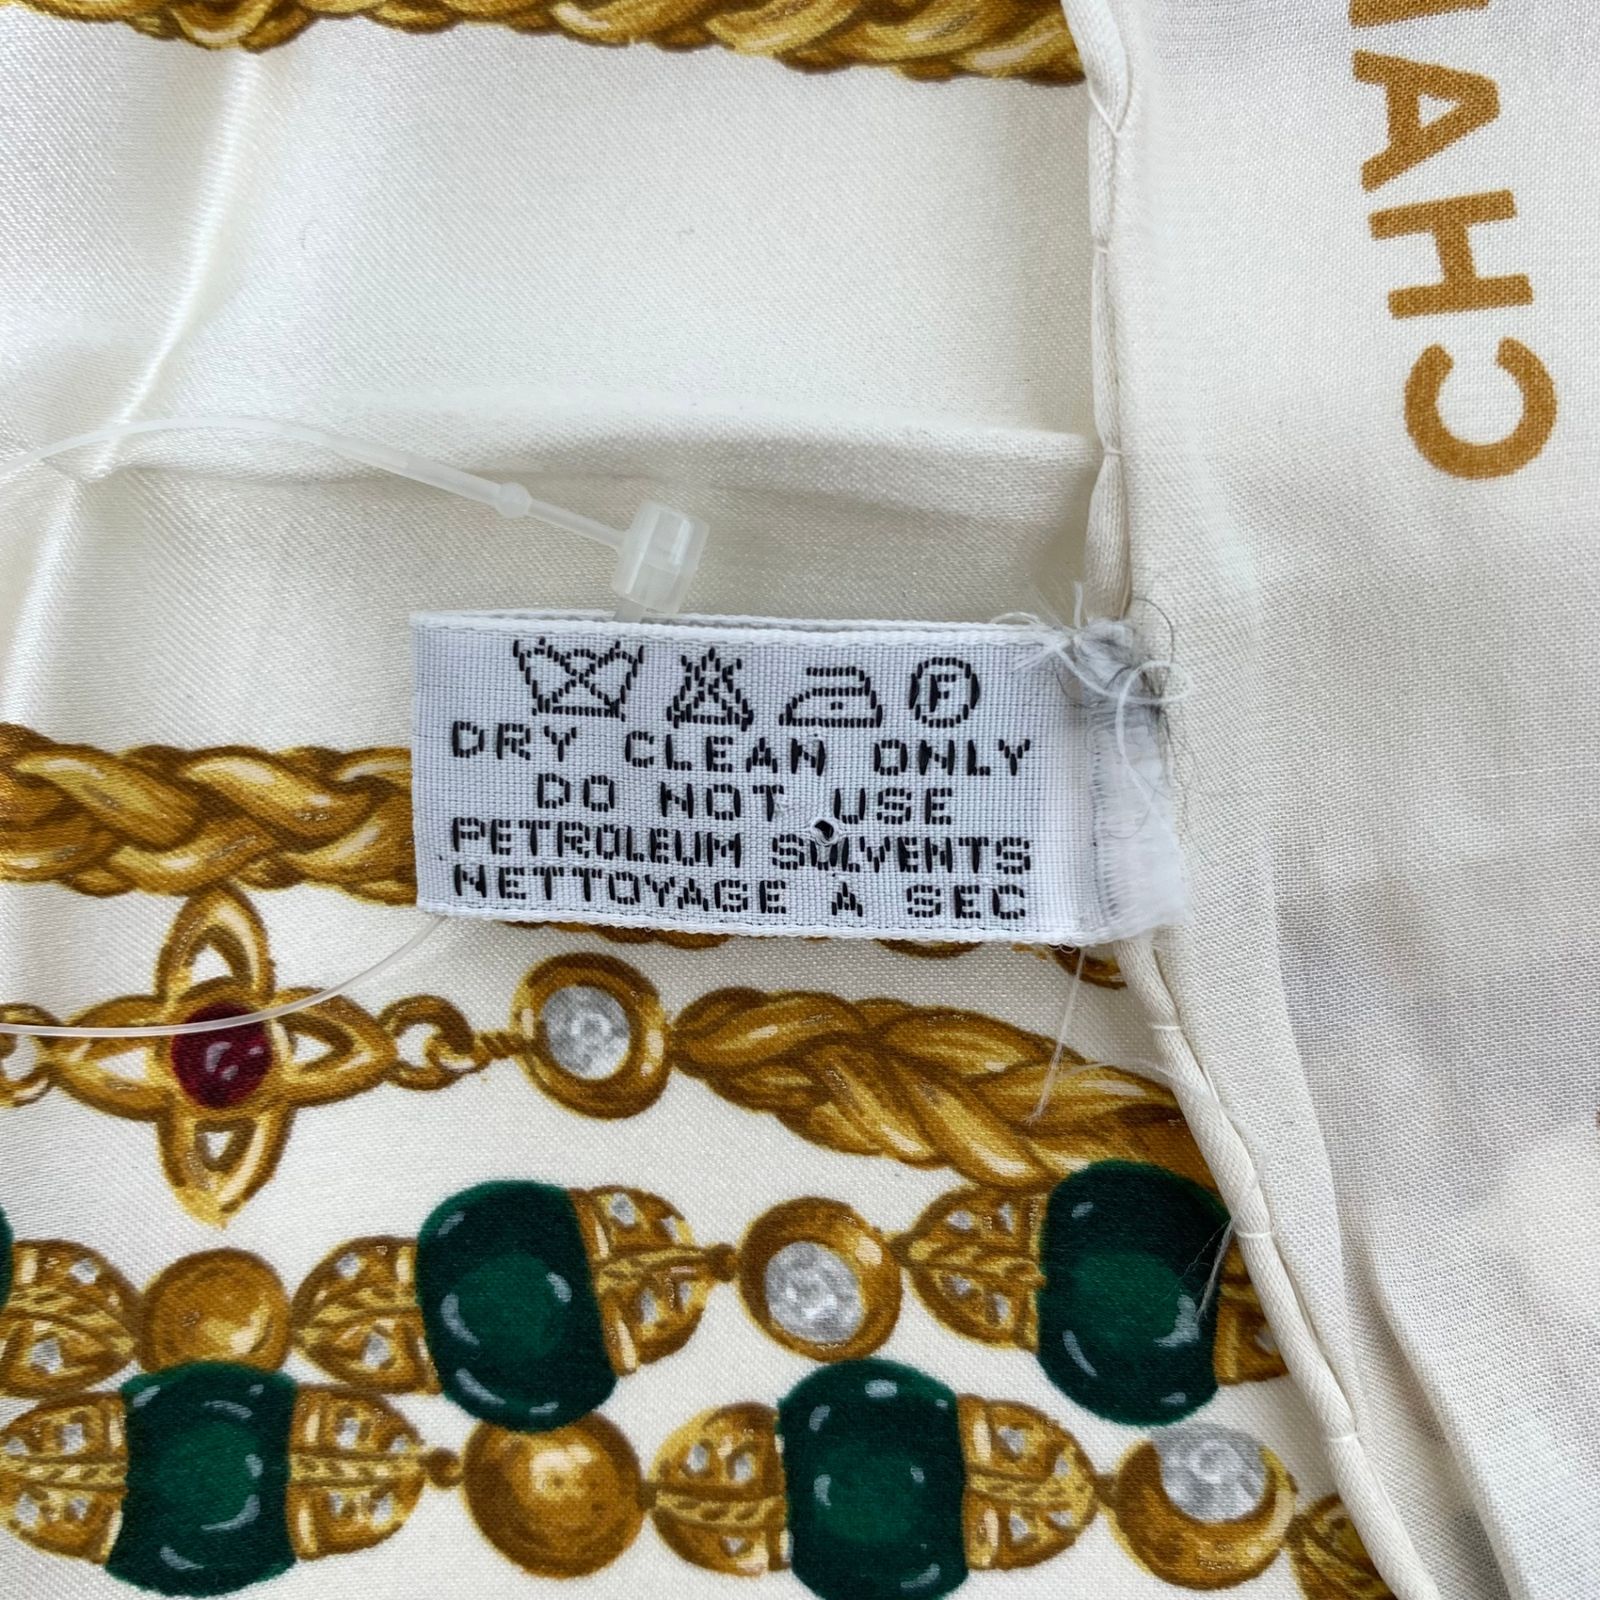 F
DRY CLEAN ONLY
DO NOT USE
PETROLEUM SOLVENTS
NETTOYAGE A SEC
CHA